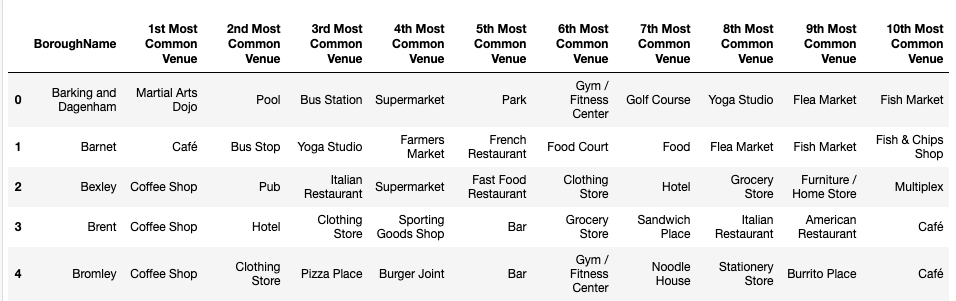 BoroughName 1st Most Common Venue 2nd Most Common Venue 3rd Most Common Venue 4th Most Common Venue 5th Most Common Venue 6th Most Common Venue 7th Most Common Venue 8th Most Common Venue 9th Most Common Venue 10th Most Common Venue
0 Barking and Dagenham Martial Arts Dojo Pool Bus Station Supermarket Park Gym / Fitness Center Golf Course Yoga Studio Flea Market Fish Market
1 Barnet Café Bus Stop Yoga Studio Farmers Market French Restaurant Food Court Food Flea Market Fish Market Fish & Chips Shop
2 Bexley Coffee Shop Pub Italian Restaurant Supermarket Fast Food Restaurant Clothing Store Hotel Grocery Store Furniture / Home Store Multiplex
3 Brent Coffee Shop Hotel Clothing Store Sporting Goods Shop Bar Grocery Store Sandwich Place Italian Restaurant American Restaurant Café
4 Bromley Coffee Shop Clothing Store Pizza Place Burger Joint Bar Gym / Fitness Center Noodle House Stationery Store Burrito Place Café